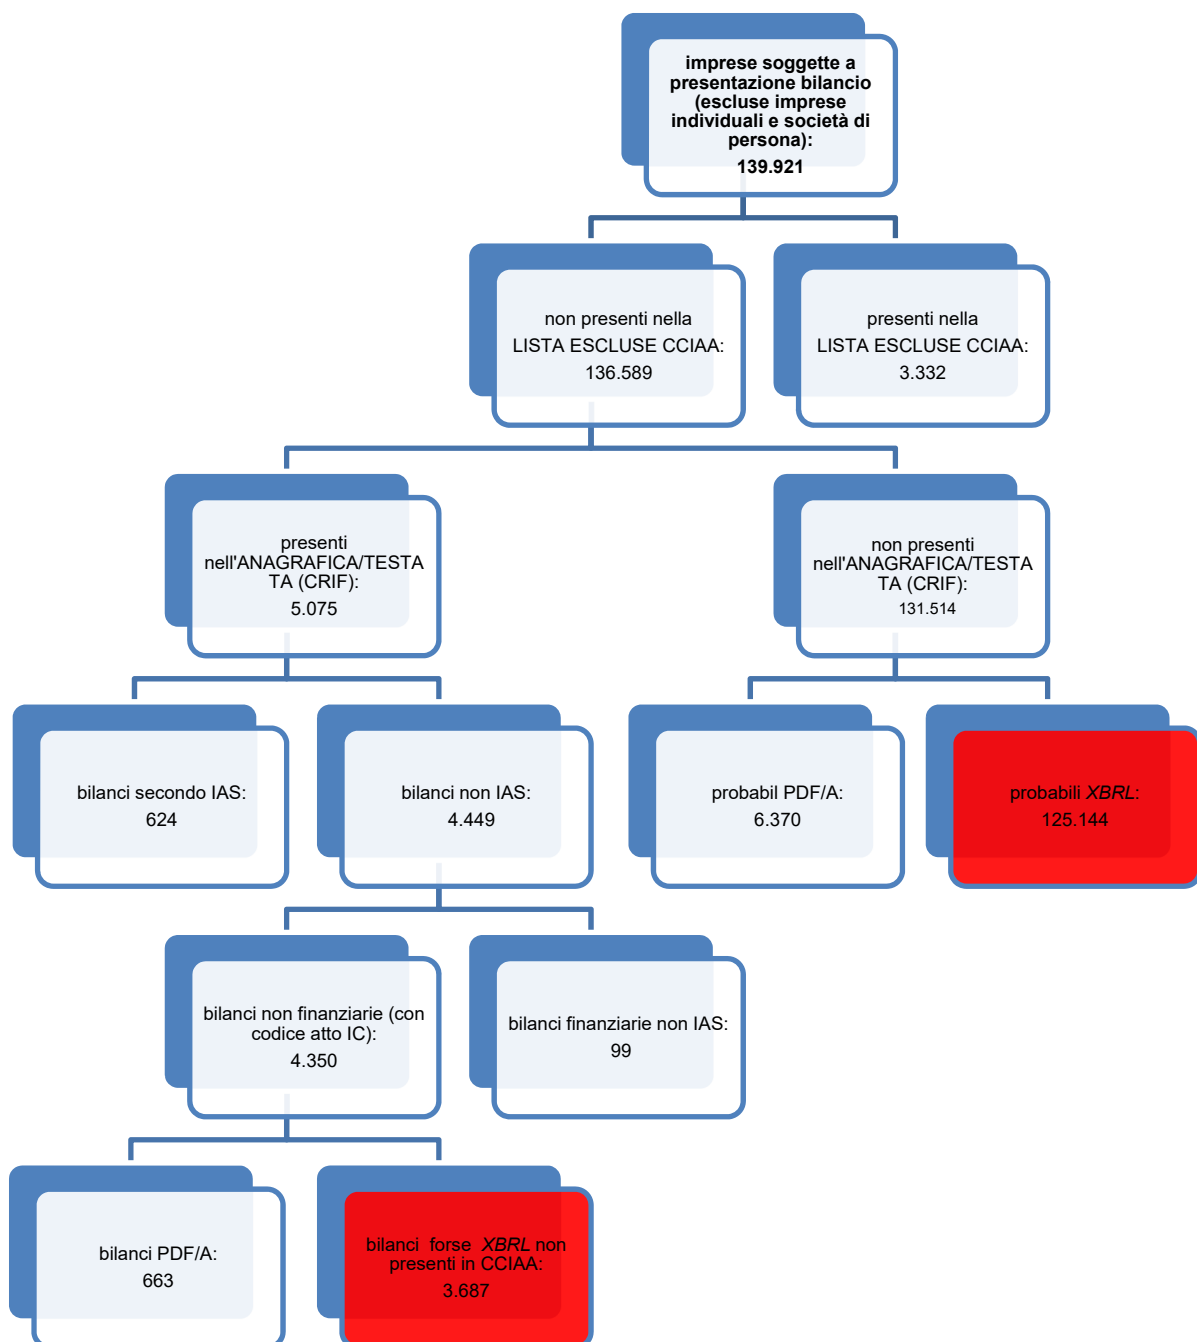 imprese soggette a
presentazione bilancio
(escluse imprese
individuali e società di
persona):
139.921
non presenti nella
LISTA ESCLUSE CCIAA:
136.589
presenti nella
LISTA ESCLUSE CCIAA:
3.332
presenti
nell'ANAGRAFICA/TESTA
TA (CRIF):
5.075
non presenti
nell'ANAGRAFICA/TESTA
TA (CRIF):
131.514
bilanci secondo IAS:
624
bilanci non IAS:
4.449
probabil PDF/A:
6.370
probabili XBRL:
125.144
bilanci non finanziarie (con
codice atto IC):
4.350
bilanci finanziarie non IAS:
99
bilanci PDF/A:
663
bilanci forse XBRL non
presenti in CCIAA:
3.687